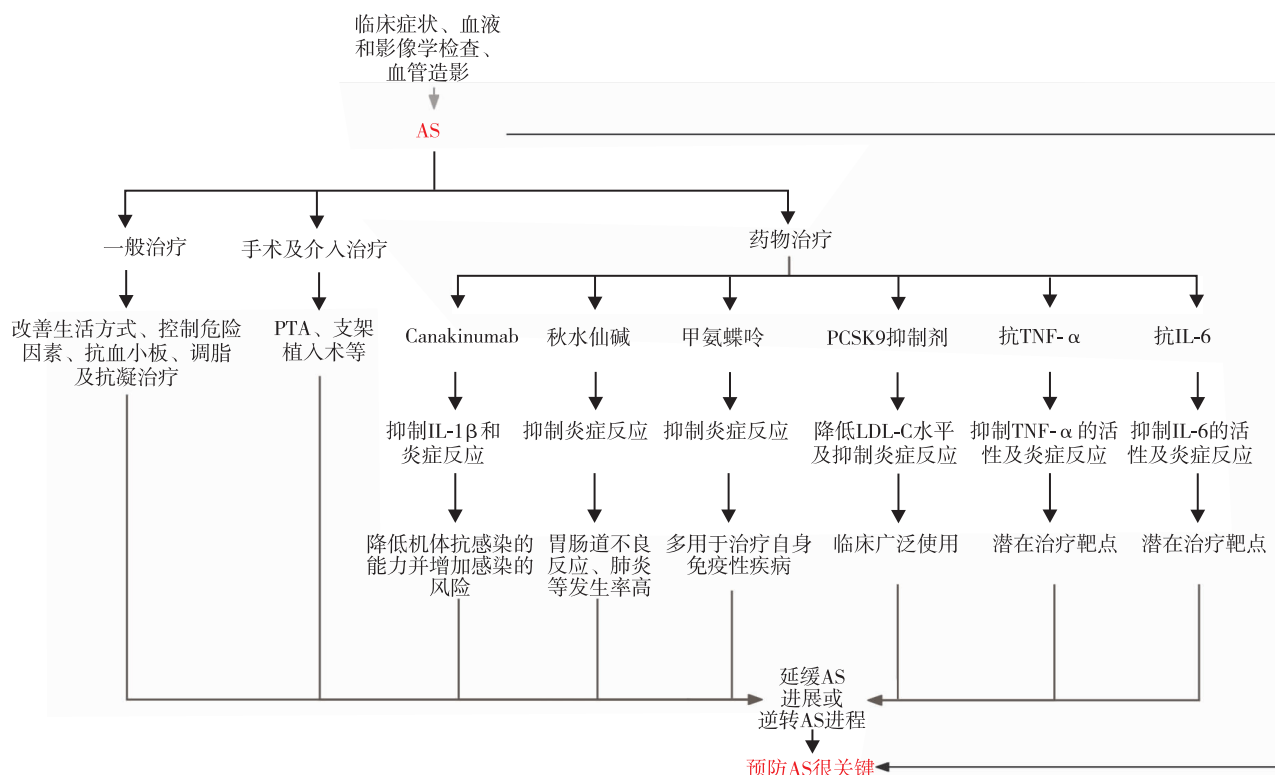 临床症状、血液
和影像学检查、
血管造影
AS
一般治疗
手术及介入治疗
药物治疗
改善生活方式、控制危险
因素、抗血小板、调脂
及抗凝治疗
PTA、支架
植入术等
Canakinumab
秋水仙碱
甲氨蝶呤
PCSK9抑制剂
抗TNF-α
抗IL-6
抑制IL-1β和
炎症反应
抑制炎症反应
抑制炎症反应
降低LDL-C水平
及抑制炎症反应
抑制TNF-α的活
性及炎症反应
抑制IL-6的活
性及炎症反应
降低机体抗感染的
能力并增加感染的
风险
胃肠道不良
反应、肺炎
等发生率高
多用于治疗自身
免疫性疾病
临床广泛使用
潜在治疗靶点
潜在治疗靶点
延缓AS
进展或
逆转AS进程
预防AS很关键